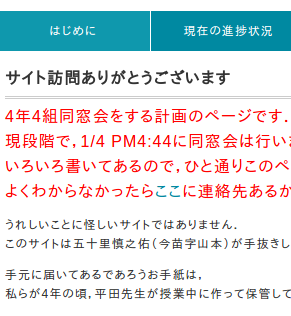 はじめに
現在の進捗状況
サイト訪問ありがとうございます
4年4組同窓会をする計画のページです.
現段階で, 1/4 PM4:44に同窓会は行い
いろいろ書いてあるので, ひと通りこのペ
よくわからなかったらここに連絡先あるか
うれしいことに怪しいサイトではありません.
このサイトは五十里慎之佑（今苗字山本）が手抜きし
手元に届いてあるであろうお手紙は,
私らが4年の頃, 平田先生が授業中に作って保管して